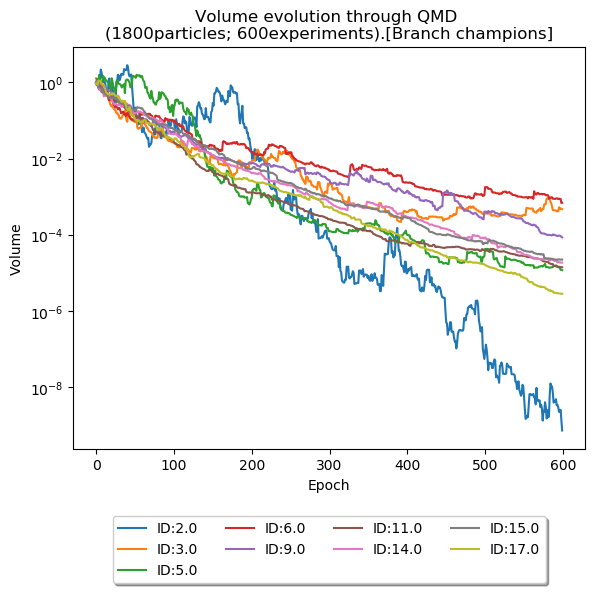 Volume evolution through QMD
(1800particles; 600experiments).[Branch champions]
Volume
10^0
10^-2
10^-4
10^-6
10^-8
0 100 200 300 400 500 600
Epoch
ID:2.0 ID:6.0 ID:11.0 ID:15.0
ID:3.0 ID:9.0 ID:14.0 ID:17.0
ID:5.0